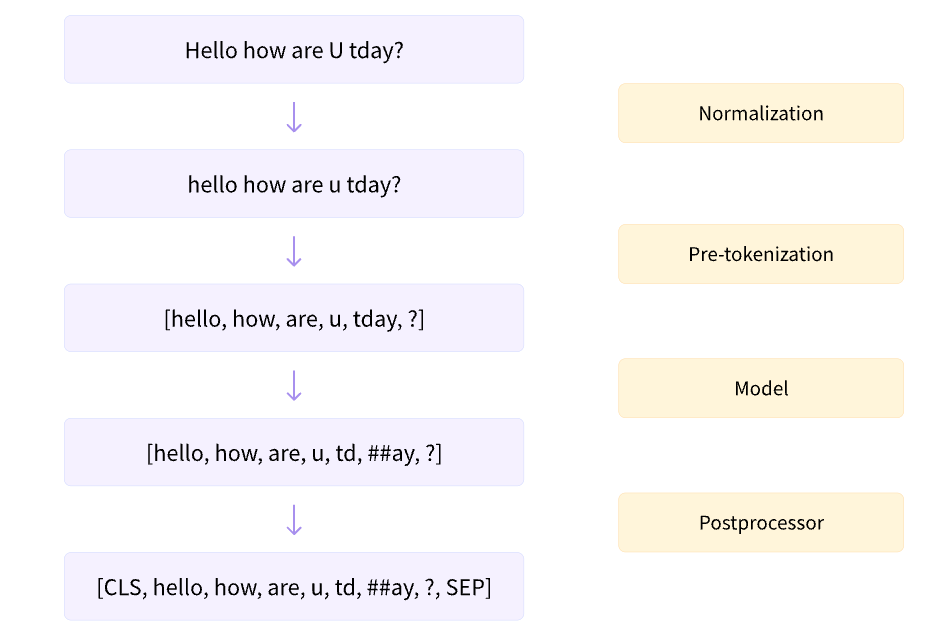 Hello how are U tday?
Normalization
hello how are u tday?
Pre-tokenization
[hello, how, are, u, tday, ?]
Model
[hello, how, are, u, td, ##ay, ?]
Postprocessor
[CLS, hello, how, are, u, td, ##ay, ?, SEP]